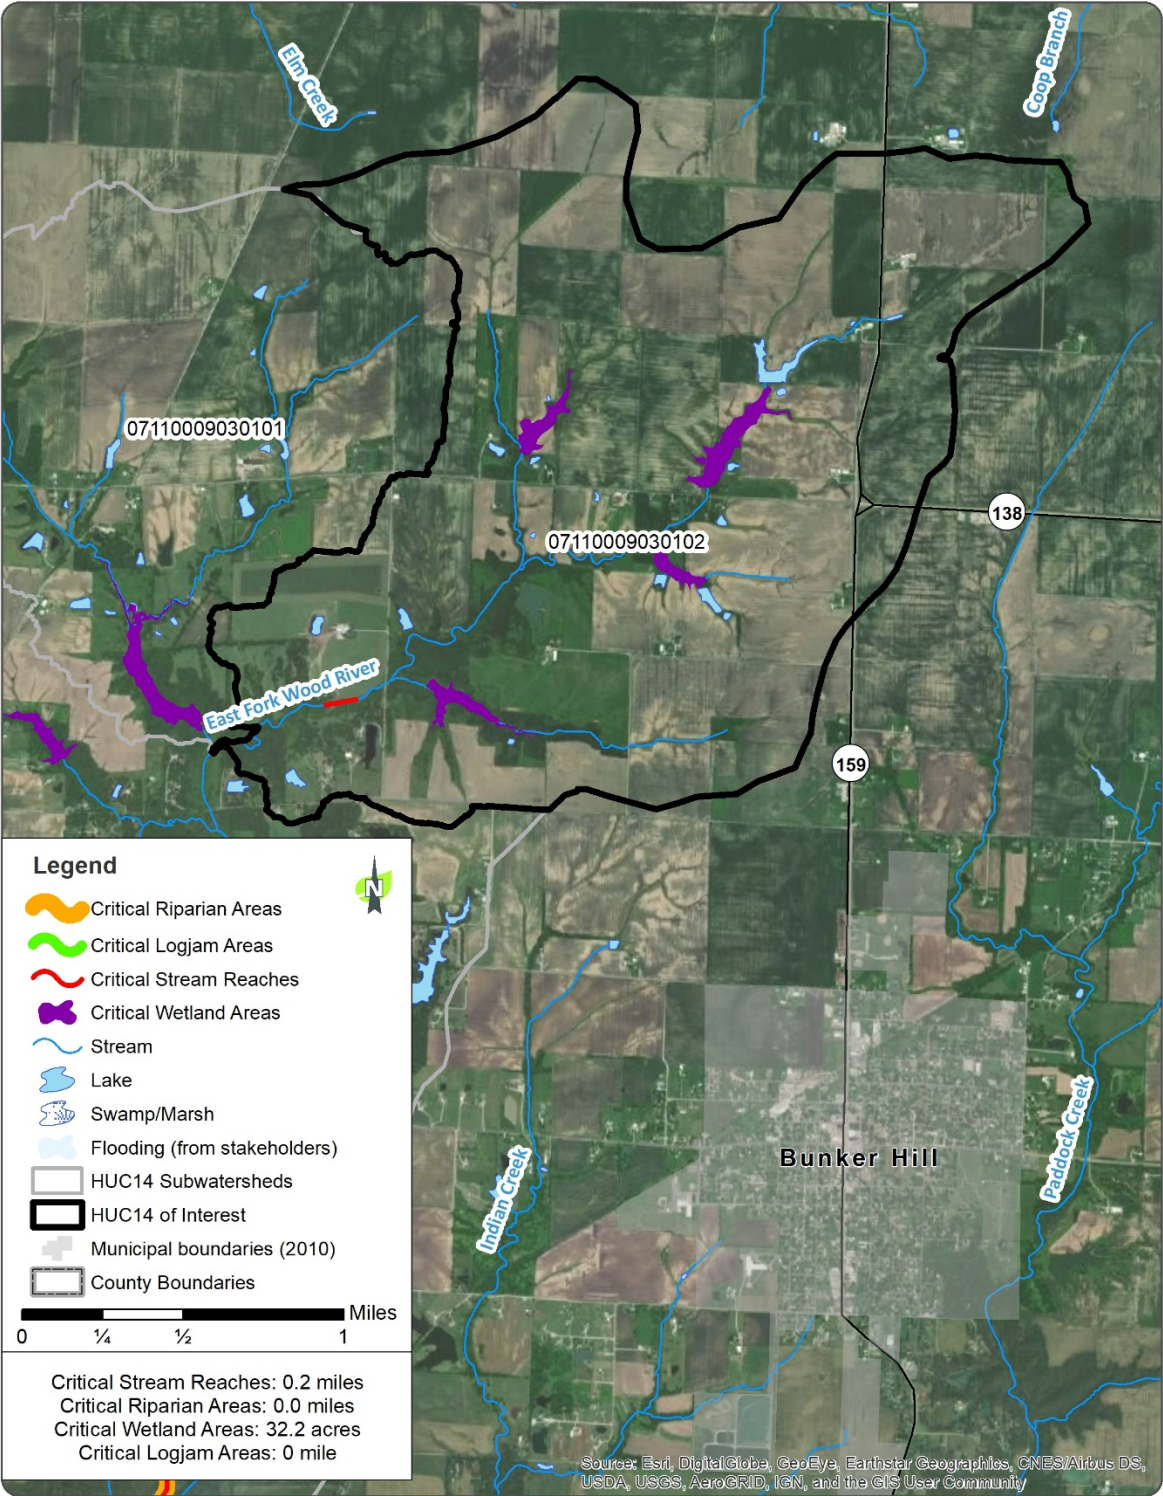 Elm Creek
Coop Branch
07110009030101
138
07110009030102
East Fork Wood River
159
Legend
N
Critical Riparian Areas
Critical Logjam Areas
Critical Stream Reaches
Critical Wetland Areas
Stream
Lake
Swamp/Marsh
Flooding (from stakeholders)
HUC14 Subwatersheds
HUC14 of Interest
Municipal boundaries (2010)
County Boundaries
Miles
0 ¼ ½ 1
Critical Stream Reaches: 0.2 miles
Critical Riparian Areas: 0.0 miles
Critical Wetland Areas: 32.2 acres
Critical Logjam Areas: 0 mile
Indian Creek
Bunker Hill
Paddock Creek
Source: Esri, DigitalGlobe, GeoEye, Earthstar Geographics, CNES/Airbus DS,
USDA, USGS, AeroGRID, IGN, and the GIS User Community